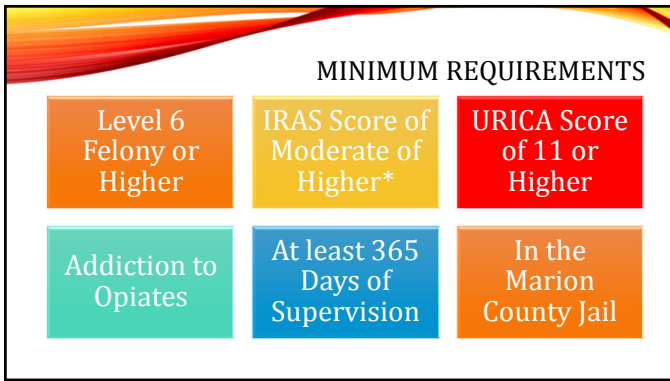 MINIMUM REQUIREMENTS
Level 6
Felony or
Higher
IRAS Score of
Moderate of
Higher*
URICA Score
of 11 or
Higher
Addiction to
Opiates
At least 365
Days of
Supervision
In the
Marion
County Jail